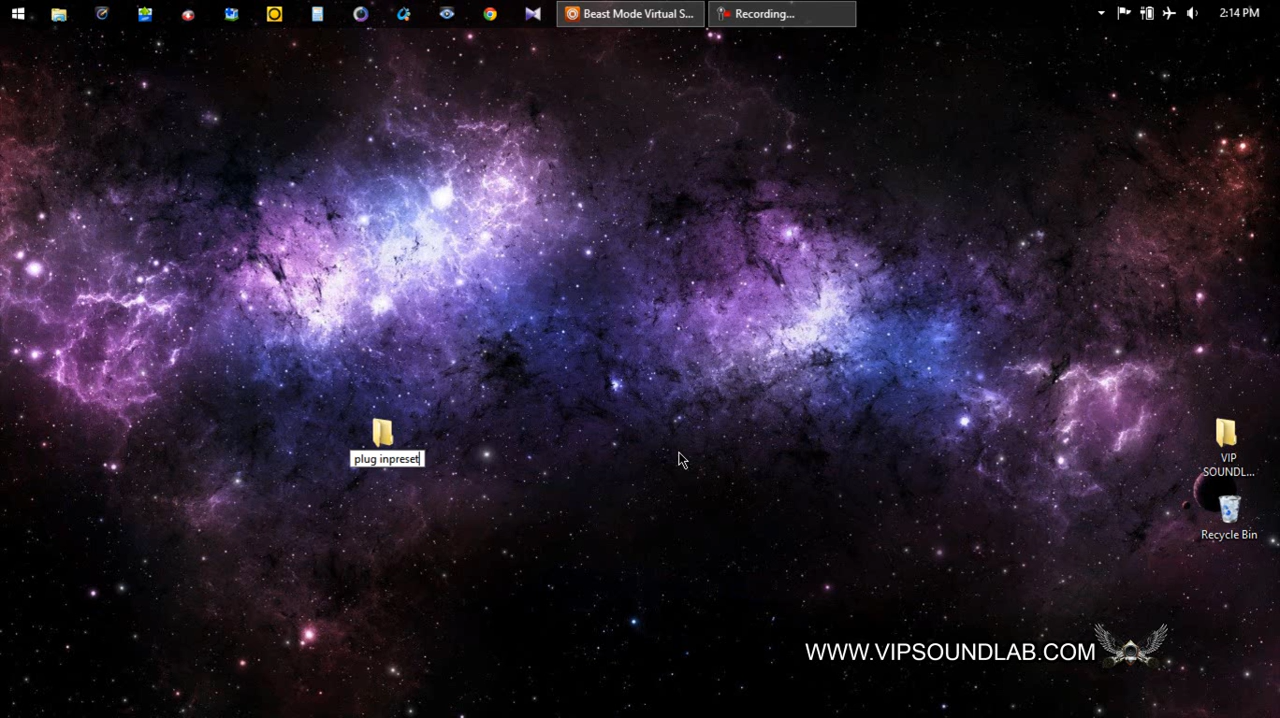 Beast Mode Virtual S...
Recording...
2:14 PM
plug inpreset
VIP
SOUNDL...
Recycle Bin
WWW.VIPSOUNDLAB.COM